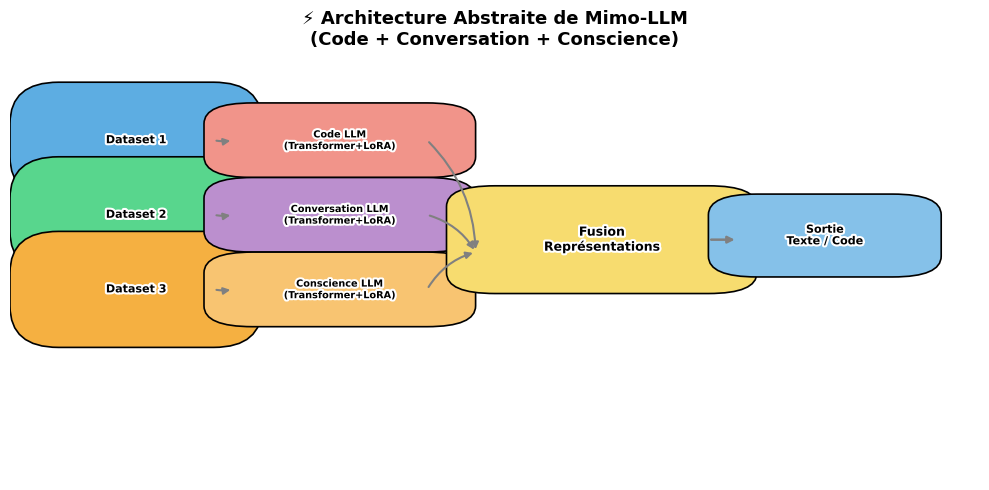 ⚡ Architecture Abstraite de Mimo-LLM
(Code + Conversation + Conscience)
Dataset 1
Code LLM
(Transformer+LoRA)
Dataset 2
Conversation LLM
(Transformer+LoRA)
Dataset 3
Conscience LLM
(Transformer+LoRA)
Fusion
Représentations
Sortie
Texte / Code